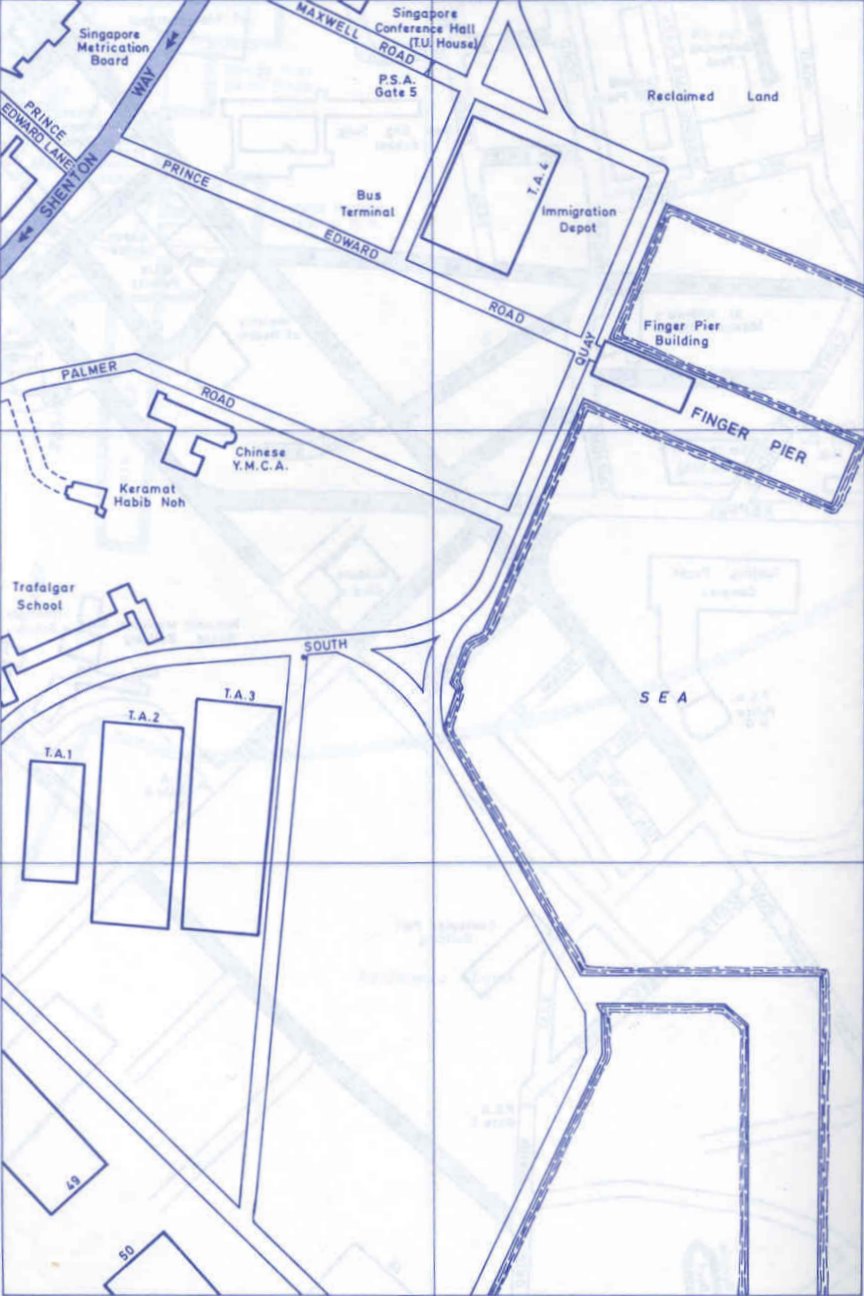 Singapore
Metrication
Board
MAXWELL ROAD
Singapore
Conference Hall
(T.U. House)
P.S.A.
Gate 5
Reclaimed Land
PRINCE
EDWARD LANE
SHENTON WAY
PRINCE EDWARD ROAD
Bus
Terminal
T.A.4
Immigration
Depot
QUAY
Finger Pier
Building
FINGER PIER
PALMER ROAD
Chinese
Y.M.C.A.
Keramat
Habib Noh
Trafalgar
School
SOUTH
SEA
T.A.1
T.A.2
T.A.3
49
50